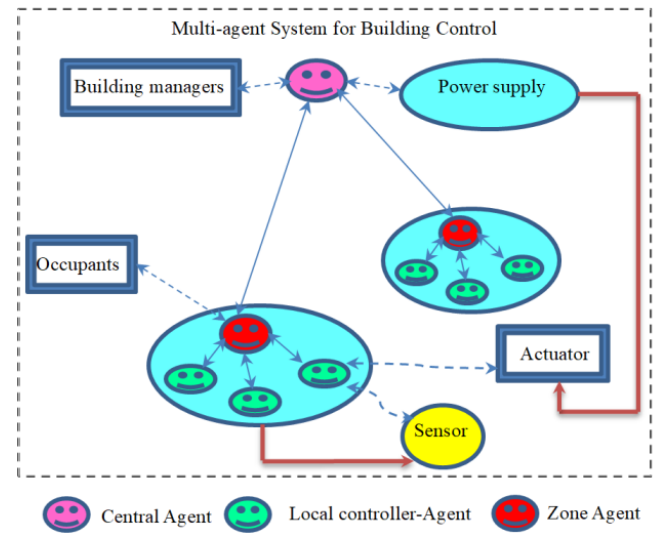 Multi-agent System for Building Control
Building managers
Power supply
Occupants
Actuator
Sensor
Central Agent
Local controller-Agent
Zone Agent